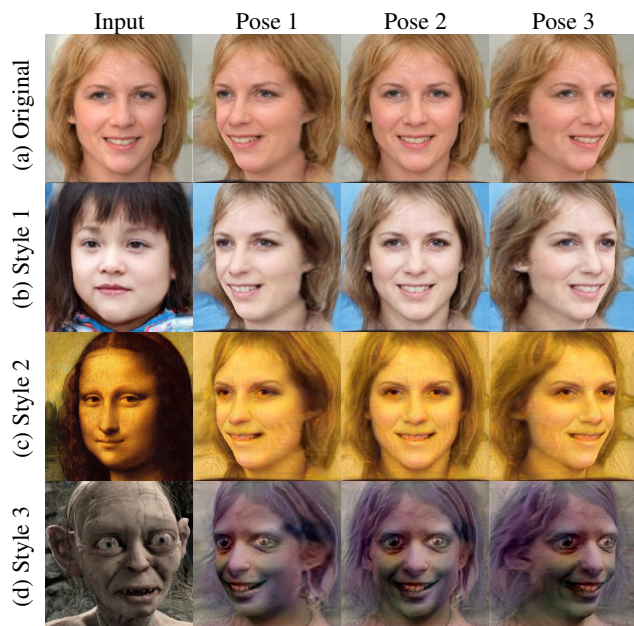 Input Pose 1 Pose 2 Pose 3
(a) Original
(b) Style 1
(c) Style 2
(d) Style 3